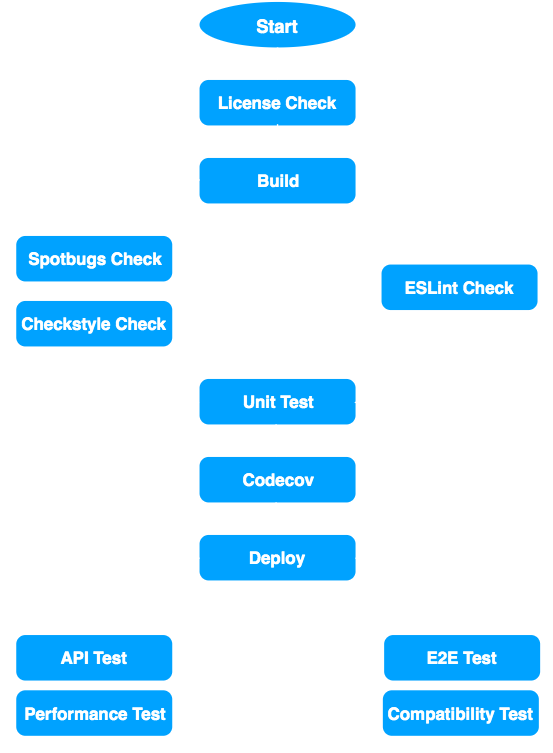 Start
License Check
Build
Spotbugs Check
ESLint Check
Checkstyle Check
Unit Test
Codecov
Deploy
API Test
E2E Test
Performance Test
Compatibility Test